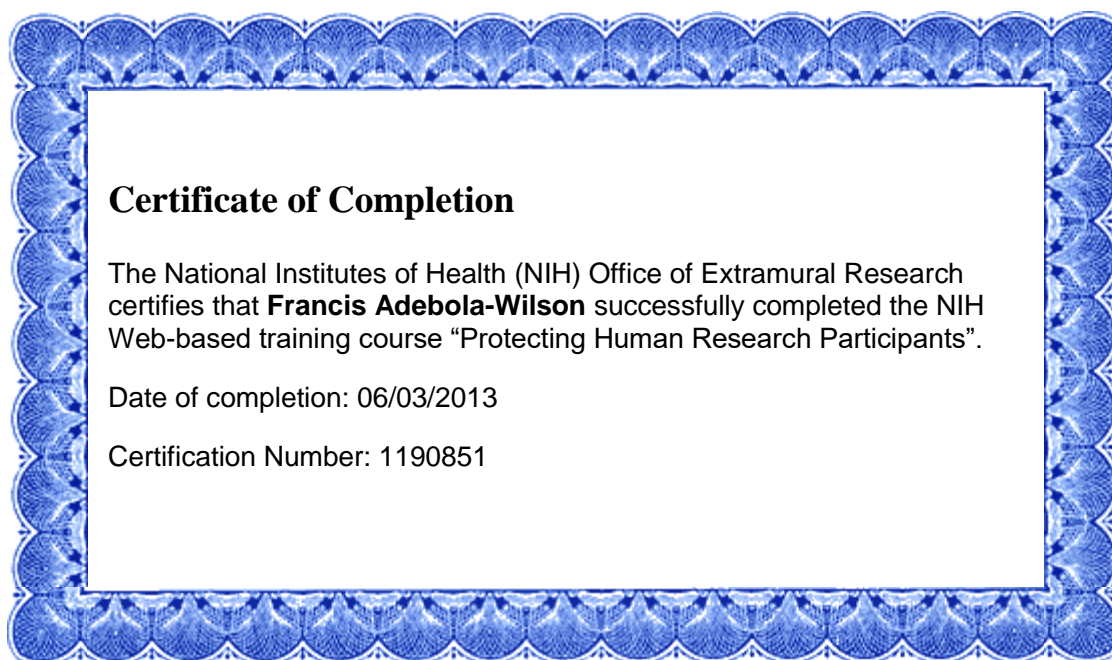 Certificate of Completion
The National Institutes of Health (NIH) Office of Extramural Research
certifies that Francis Adebola-Wilson successfully completed the NIH
Web-based training course “Protecting Human Research Participants”.
Date of completion: 06/03/2013
Certification Number: 1190851